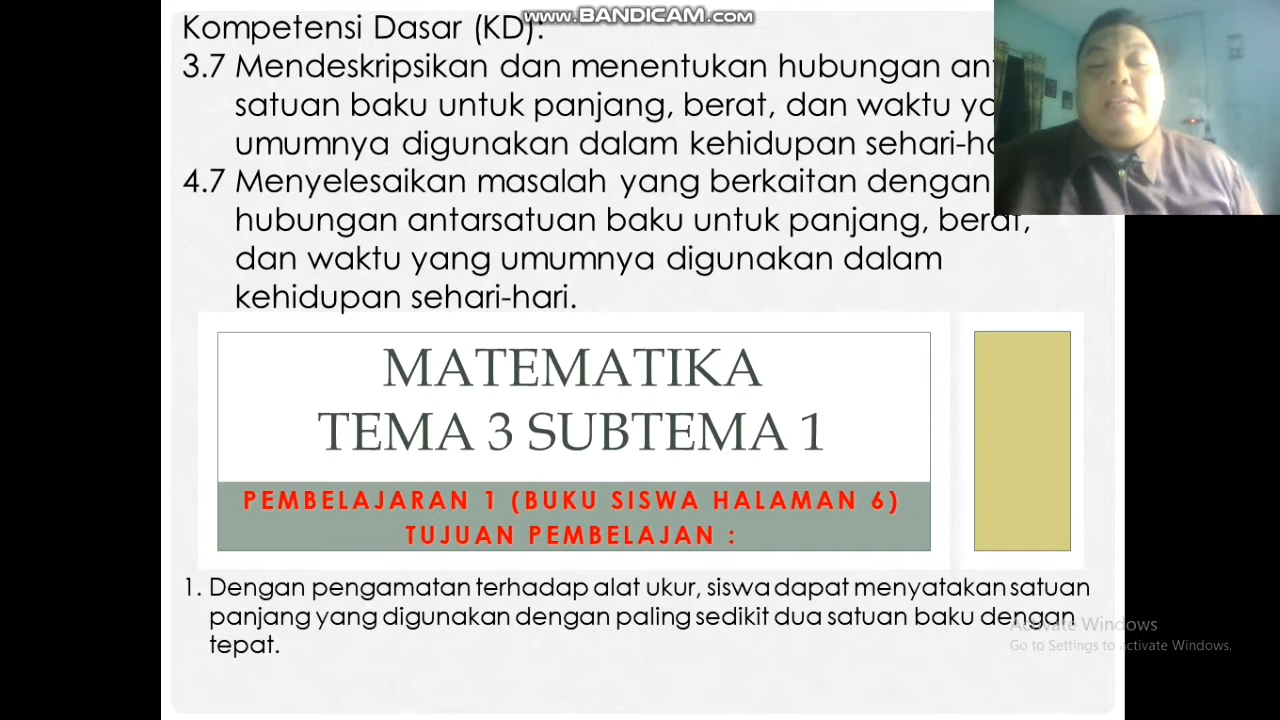 www.BANDICAM.com
Kompetensi Dasar (KD):
3.7 Mendeskripsikan dan menentukan hubungan
satuan baku untuk panjang, berat, dan waktu
umumnya digunakan dalam kehidupan
4.7 Menyelesaikan masalah yang berkaitan dengan
hubungan antarsatuan baku untuk panjang, berat,
dan waktu yang umumnya digunakan dalam
kehidupan sehari-hari.
MATEMATIKA
TEMA 3 SUBTEMA 1
PEMBELAJARAN 1 (BUKU SISWA HALAMAN 6)
TUJUAN PEMBELAJAN :
1. Dengan pengamatan terhadap alat ukur, siswa dapat menyatakan satuan
panjang yang digunakan dengan paling sedikit dua satuan baku dengan
tepat.
Activate Windows
Go to Settings to activate Windows.